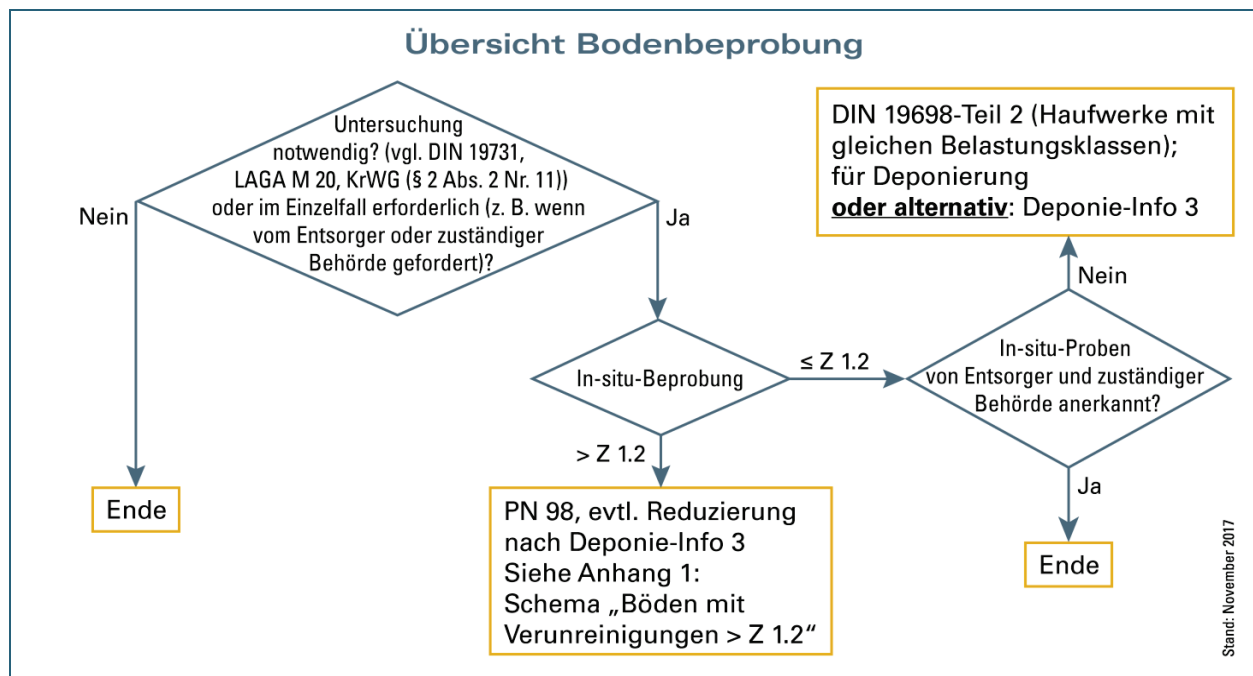 Übersicht Bodenbeprobung
Untersuchung
notwendig? (vgl. DIN 19731,
LAGA M 20, KrWG (§ 2 Abs. 2 Nr. 11))
oder im Einzelfall erforderlich (z. B. wenn
vom Entsorger oder zuständiger
Behörde gefordert)?
Nein
Ja
Ende
In-situ-Beprobung
≤ Z 1.2
> Z 1.2
PN 98, evtl. Reduzierung
nach Deponie-Info 3
Siehe Anhang 1:
Schema „Böden mit
Verunreinigungen > Z 1.2“
DIN 19698-Teil 2 (Haufwerke mit
gleichen Belastungsklassen);
für Deponierung
oder alternativ: Deponie-Info 3
Nein
In-situ-Proben
von Entsorger und zuständiger
Behörde anerkannt?
Ja
Ende
Stand: November 2017